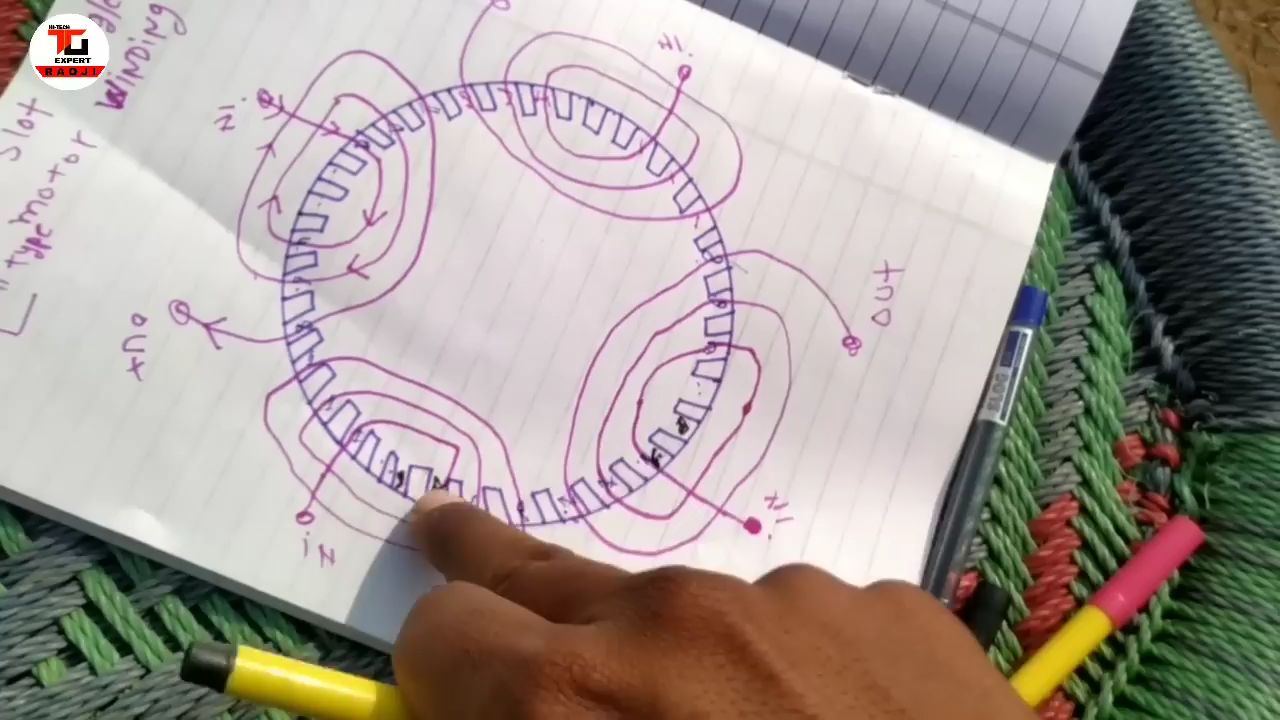 HI-TECH
TG
EXPERT
RAOJI
WINDING
Slot
type motor
iN
iN
out
out
iN
iN